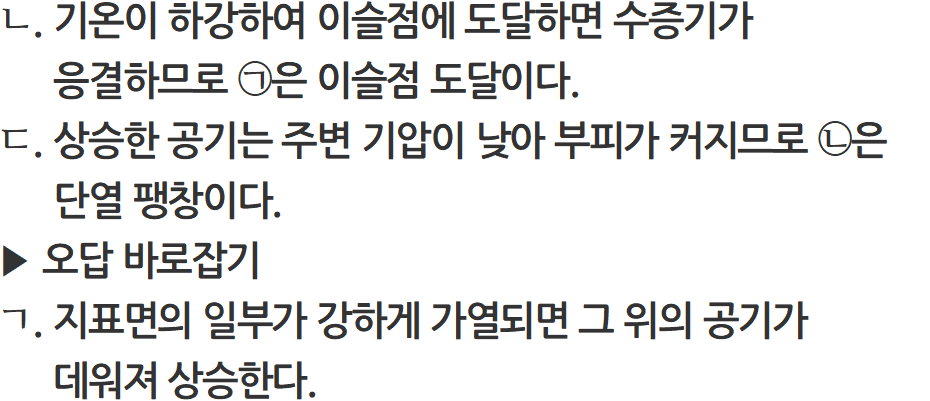 ㄴ. 기온이 하강하여 이슬점에 도달하면 수증기가
응결하므로 ㉠은 이슬점 도달이다.
ㄷ. 상승한 공기는 주변 기압이 낮아 부피가 커지므로 ㉡은
단열 팽창이다.
▶ 오답 바로잡기
ㄱ. 지표면의 일부가 강하게 가열되면 그 위의 공기가
데워져 상승한다.